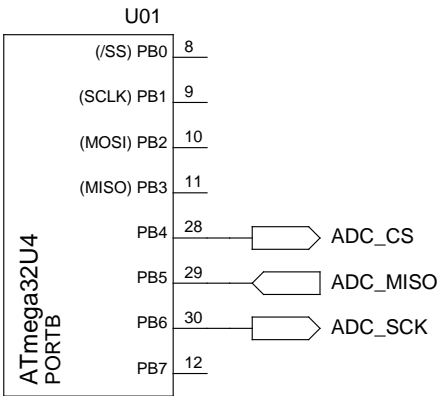 U01
(/SS) PB0 8
(SCLK) PB1 9
(MOSI) PB2 10
(MISO) PB3 11
PB4 28 ADC_CS
PB5 29 ADC_MISO
PB6 30 ADC_SCK
PB7 12
ATmega32U4
PORTB